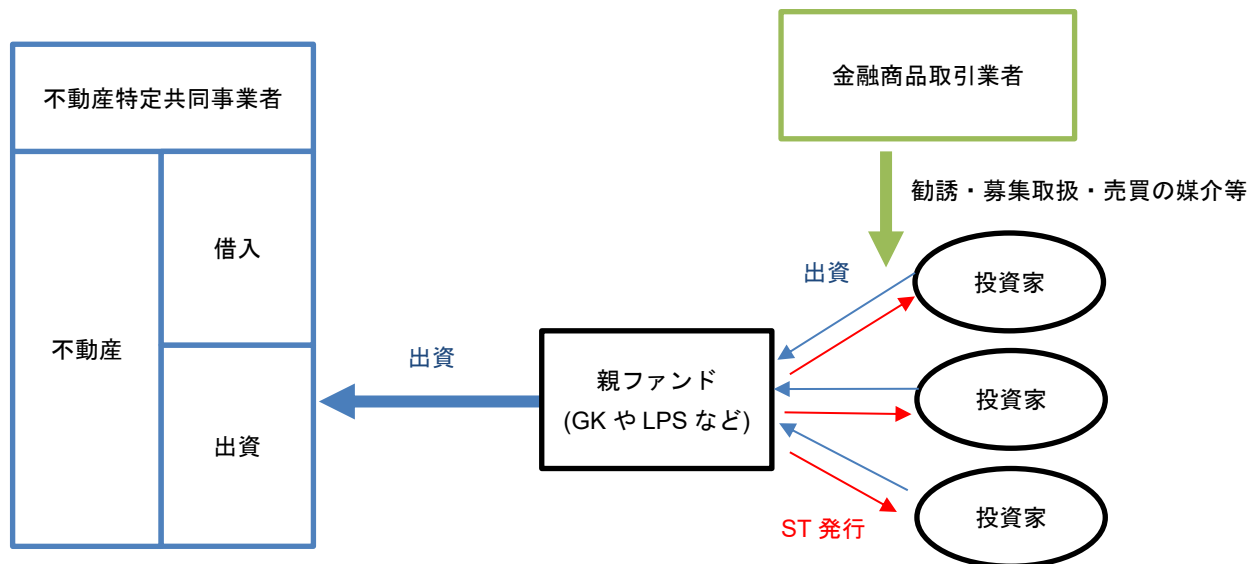 不動産特定共同事業者
金融商品取引業者
勧誘・募集取扱・売買の媒介等
借入
出資
投資家
不動産
出資
親ファンド
(GK や LPS など)
投資家
出資
投資家
ST 発行